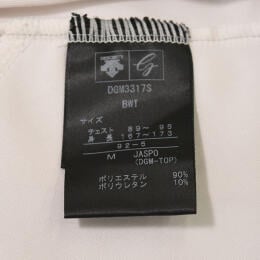 DGM3317S
BWT
サイズ
チェスト 89～ 95
身 長 167～173
92-5
M JASPO
(DGM-TOP)
ポリエステル 90%
ポリウレタン 10%